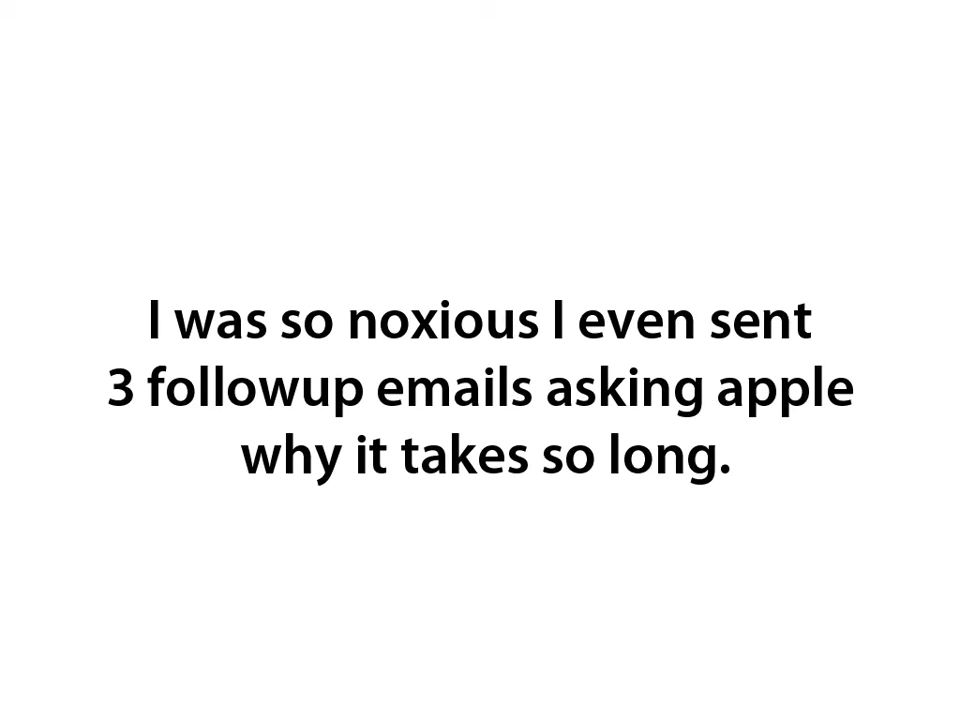 I was so noxious I even sent
3 followup emails asking apple
why it takes so long.